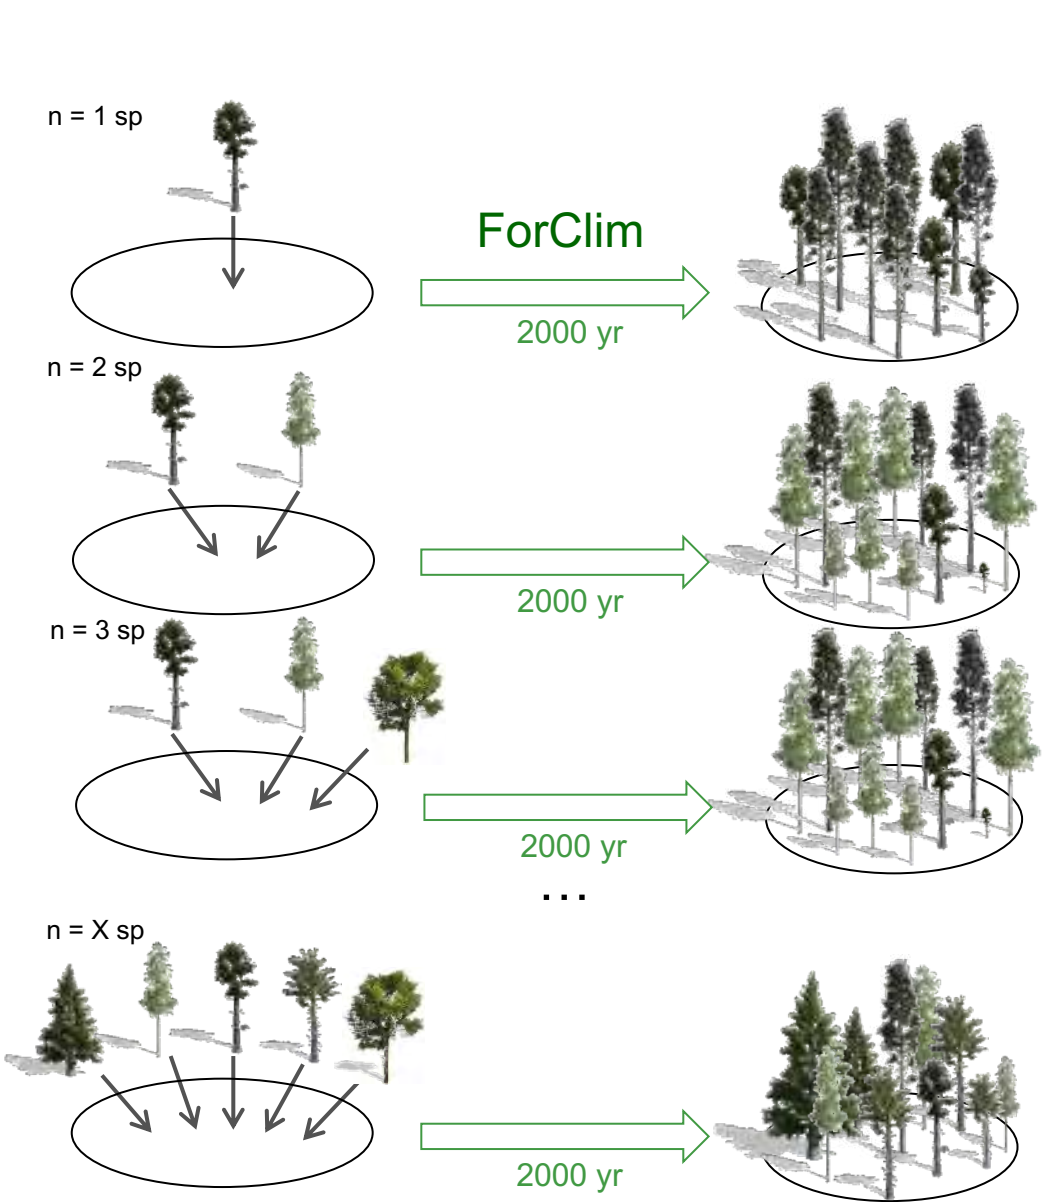 n = 1 sp
ForClim
2000 yr
n = 2 sp
2000 yr
n = 3 sp
2000 yr
...
n = X sp
2000 yr